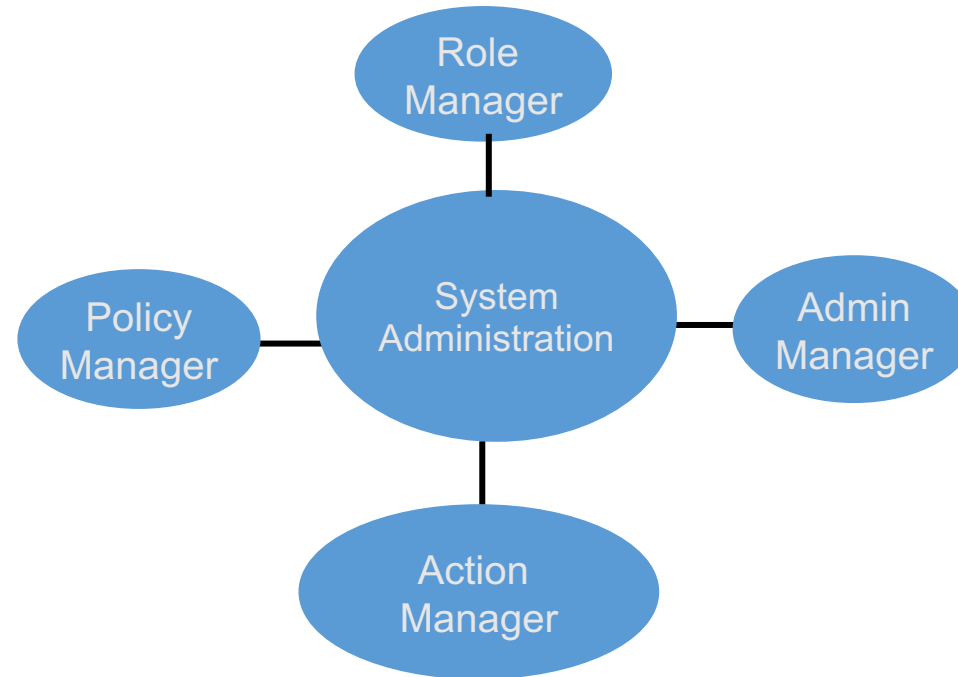 Role
Manager
System
Administration
Policy
Manager
Admin
Manager
Action
Manager